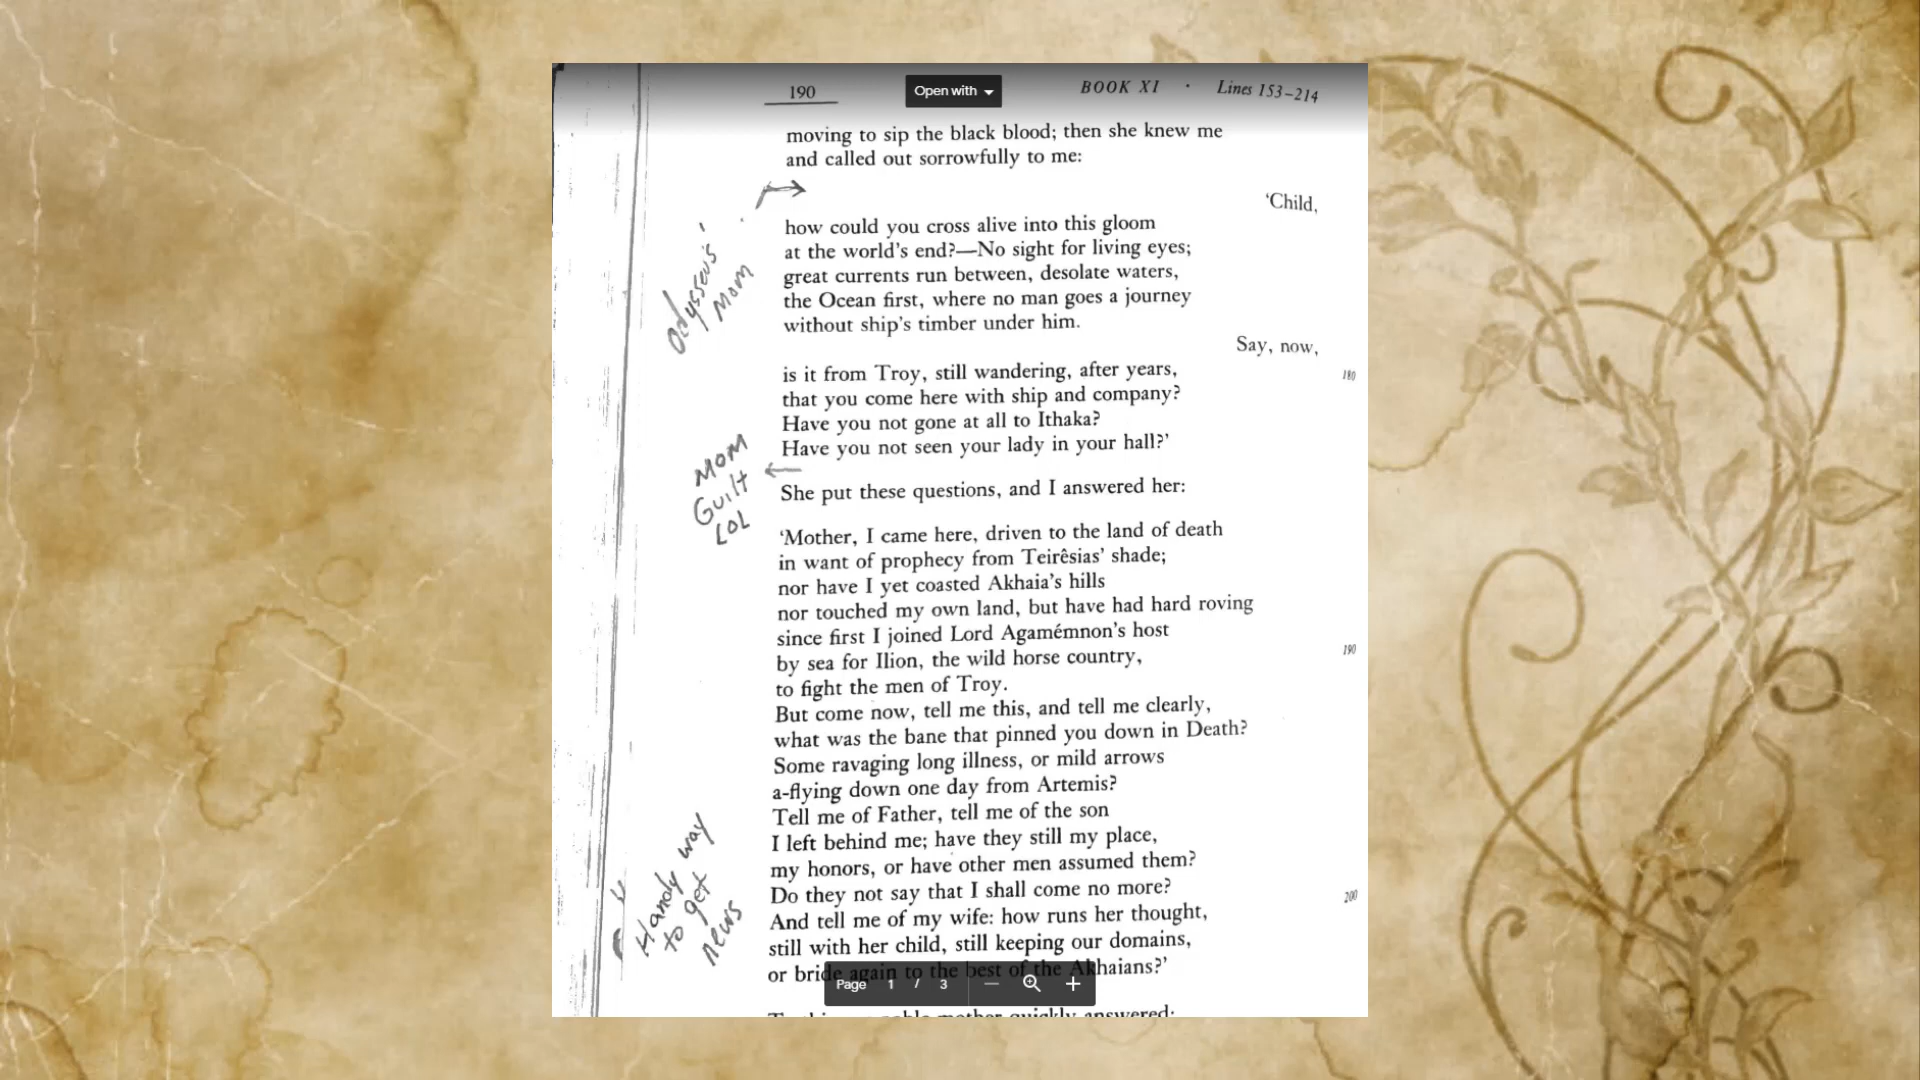 190
Open with
BOOK XI · Lines 153–214
moving to sip the black blood; then she knew me
and called out sorrowfully to me:
'Child,
how could you cross alive into this gloom
at the world's end?—No sight for living eyes;
great currents run between, desolate waters,
the Ocean first, where no man goes a journey
without ship's timber under him.
Odysseus'
Mom
Say, now,
is it from Troy, still wandering, after years,
180
that you come here with ship and company?
Have you not gone at all to Ithaka?
Have you not seen your lady in your hall?'
Mom
Guilt
LOL
She put these questions, and I answered her:
'Mother, I came here, driven to the land of death
in want of prophecy from Teirêsias' shade;
nor have I yet coasted Akhaia's hills
nor touched my own land, but have had hard roving
since first I joined Lord Agamémnon's host
by sea for Ilion, the wild horse country,
190
to fight the men of Troy.
But come now, tell me this, and tell me clearly,
what was the bane that pinned you down in Death?
Some ravaging long illness, or mild arrows
a-flying down one day from Artemis?
Tell me of Father, tell me of the son
I left behind me; have they still my place,
my honors, or have other men assumed them?
Do they not say that I shall come no more?
200
And tell me of my wife: how runs her thought,
still with her child, still keeping our domains,
or bride again to the best of the Akhaians?'
Handy way
to get
news
Page 1 / 3
mother quickly answered: